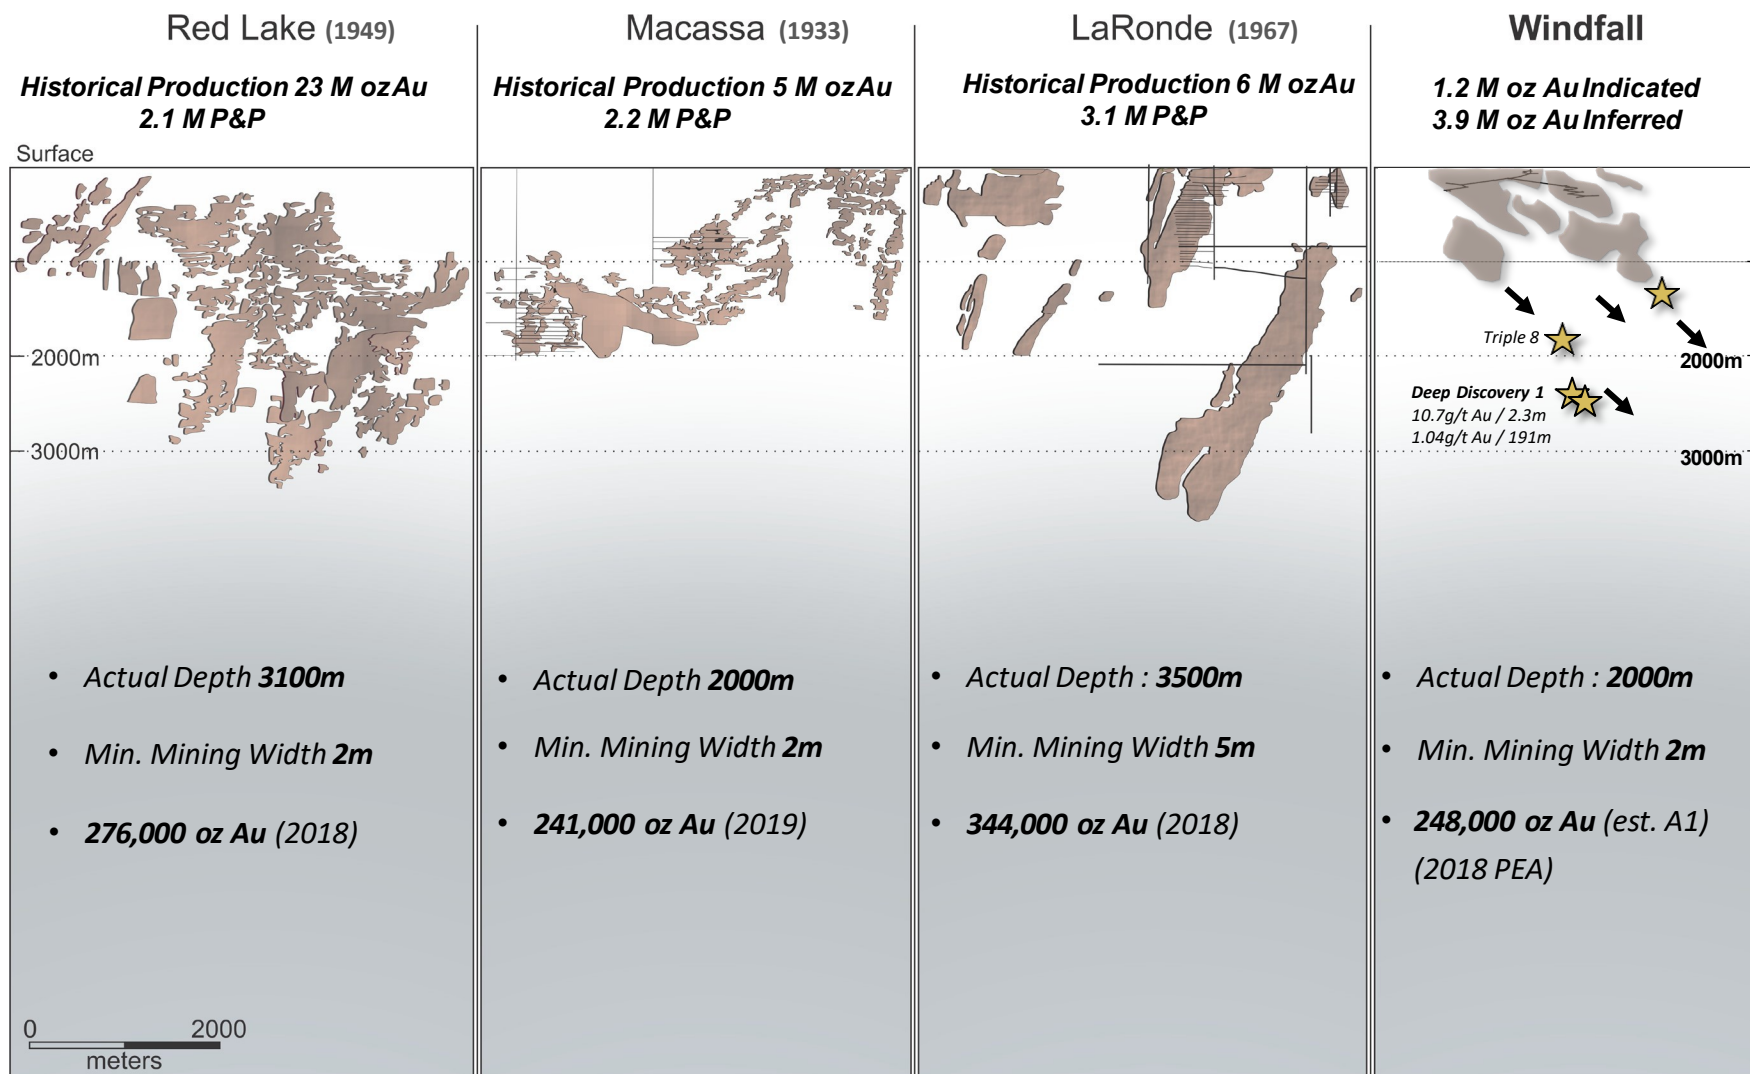 Red Lake (1949)
Historical Production 23 M oz Au
2.1 M P&P
Surface
2000m
3000m
• Actual Depth 3100m
• Min. Mining Width 2m
• 276,000 oz Au (2018)
0 2000
meters
Macassa (1933)
Historical Production 5 M oz Au
2.2 M P&P
• Actual Depth 2000m
• Min. Mining Width 2m
• 241,000 oz Au (2019)
LaRonde (1967)
Historical Production 6 M oz Au
3.1 M P&P
• Actual Depth : 3500m
• Min. Mining Width 5m
• 344,000 oz Au (2018)
Windfall
1.2 M oz Au Indicated
3.9 M oz Au Inferred
Triple 8
2000m
Deep Discovery 1
10.7g/t Au / 2.3m
1.04g/t Au / 191m
3000m
• Actual Depth : 2000m
• Min. Mining Width 2m
• 248,000 oz Au (est. A1)
(2018 PEA)